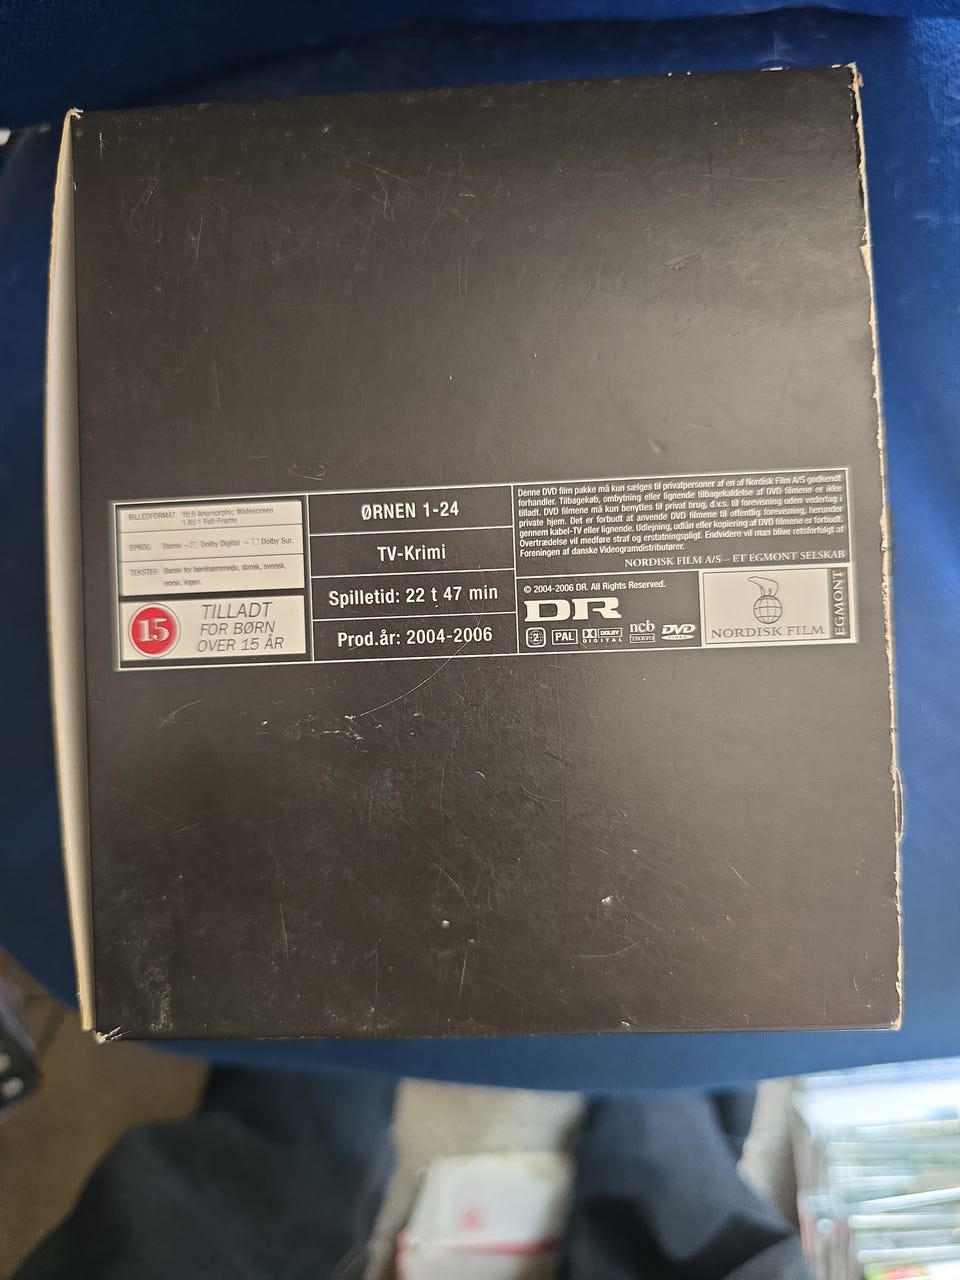 BILLEDFORMAT: 16:9 Anamorphic Widescreen
1.85:1 Full-Frame
SPROG: Dansk – Dolby Digital – Dolby Sur.
TEKSTER: Dansk for hørehæmmede, dansk, svensk,
norsk, ingen.
15
TILLADT
FOR BØRN
OVER 15 ÅR
ØRNEN 1-24
TV-Krimi
Spilletid: 22 t 47 min
Prod.år: 2004-2006
Denne DVD film pakke må kun sælges til privatpersoner af en af Nordisk Film A/S godkendt
forhandler. Tilbagekøb, ombytning eller lignende tilbagekaldelse af DVD filmene er ikke
tilladt. DVD filmene må kun benyttes til privat brug, d.v.s. til forevisning uden vederlag i
private hjem. Det er forbudt at anvende DVD filmene til offentlig forevisning, herunder
gennem kabel-TV eller lignende. Udlejning, udlån eller kopiering af DVD filmene er forbudt.
Overtrædelse vil medføre straf og erstatningspligt. Endvidere vil man blive retsforfulgt af
Foreningen af danske Videogramdistributører.
NORDISK FILM A/S – ET EGMONT SELSKAB
© 2004-2006 DR. All Rights Reserved.
DR
2 PAL DOLBY DIGITAL ncb TEOSTO DVD
NORDISK FILM
EGMONT